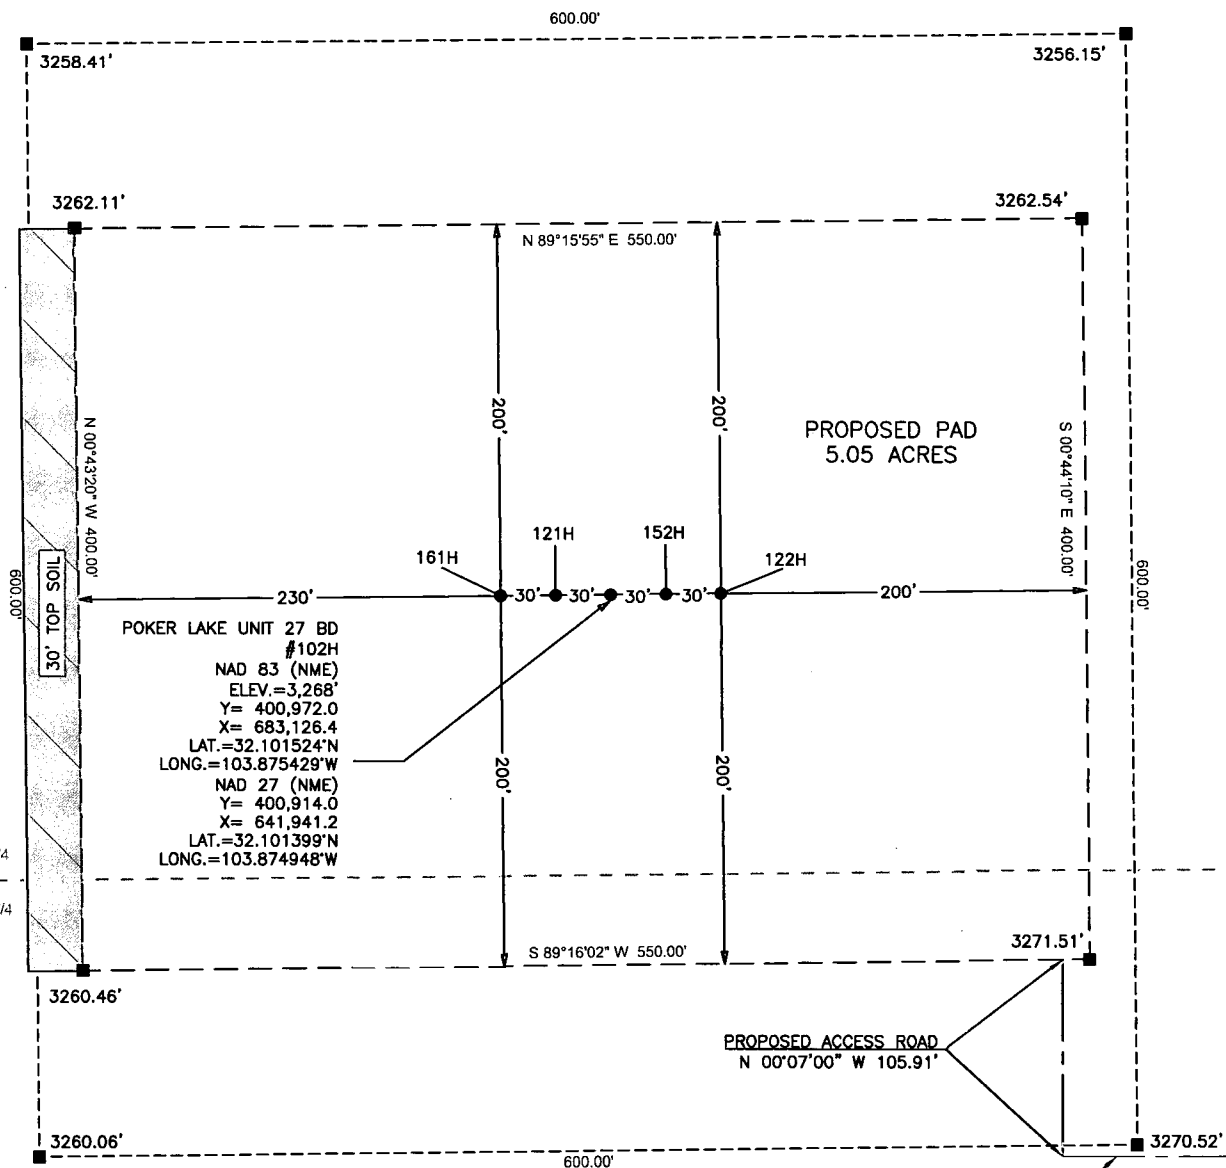 600.00'
3258.41'
3256.15'
3262.11'
3262.54'
N 89°15'55" E 550.00'
N 00°43'20" W 400.00'
200'
200'
PROPOSED PAD
5.05 ACRES
S 00°44'10" E 400.00'
161H
121H
152H
122H
600.00'
30' TOP SOIL
230'
30'
30'
30'
30'
200'
600.00'
POKER LAKE UNIT 27 BD
#102H
NAD 83 (NME)
ELEV.=3,268'
Y= 400,972.0
X= 683,126.4
LAT.=32.101524°N
LONG.=103.875429°W
NAD 27 (NME)
Y= 400,914.0
X= 641,941.2
LAT.=32.101399°N
LONG.=103.874948°W
200'
200'
/4
/4
S 89°16'02" W 550.00'
3271.51'
3260.46'
PROPOSED ACCESS ROAD
N 00°07'00" W 105.91'
3260.06'
600.00'
3270.52'